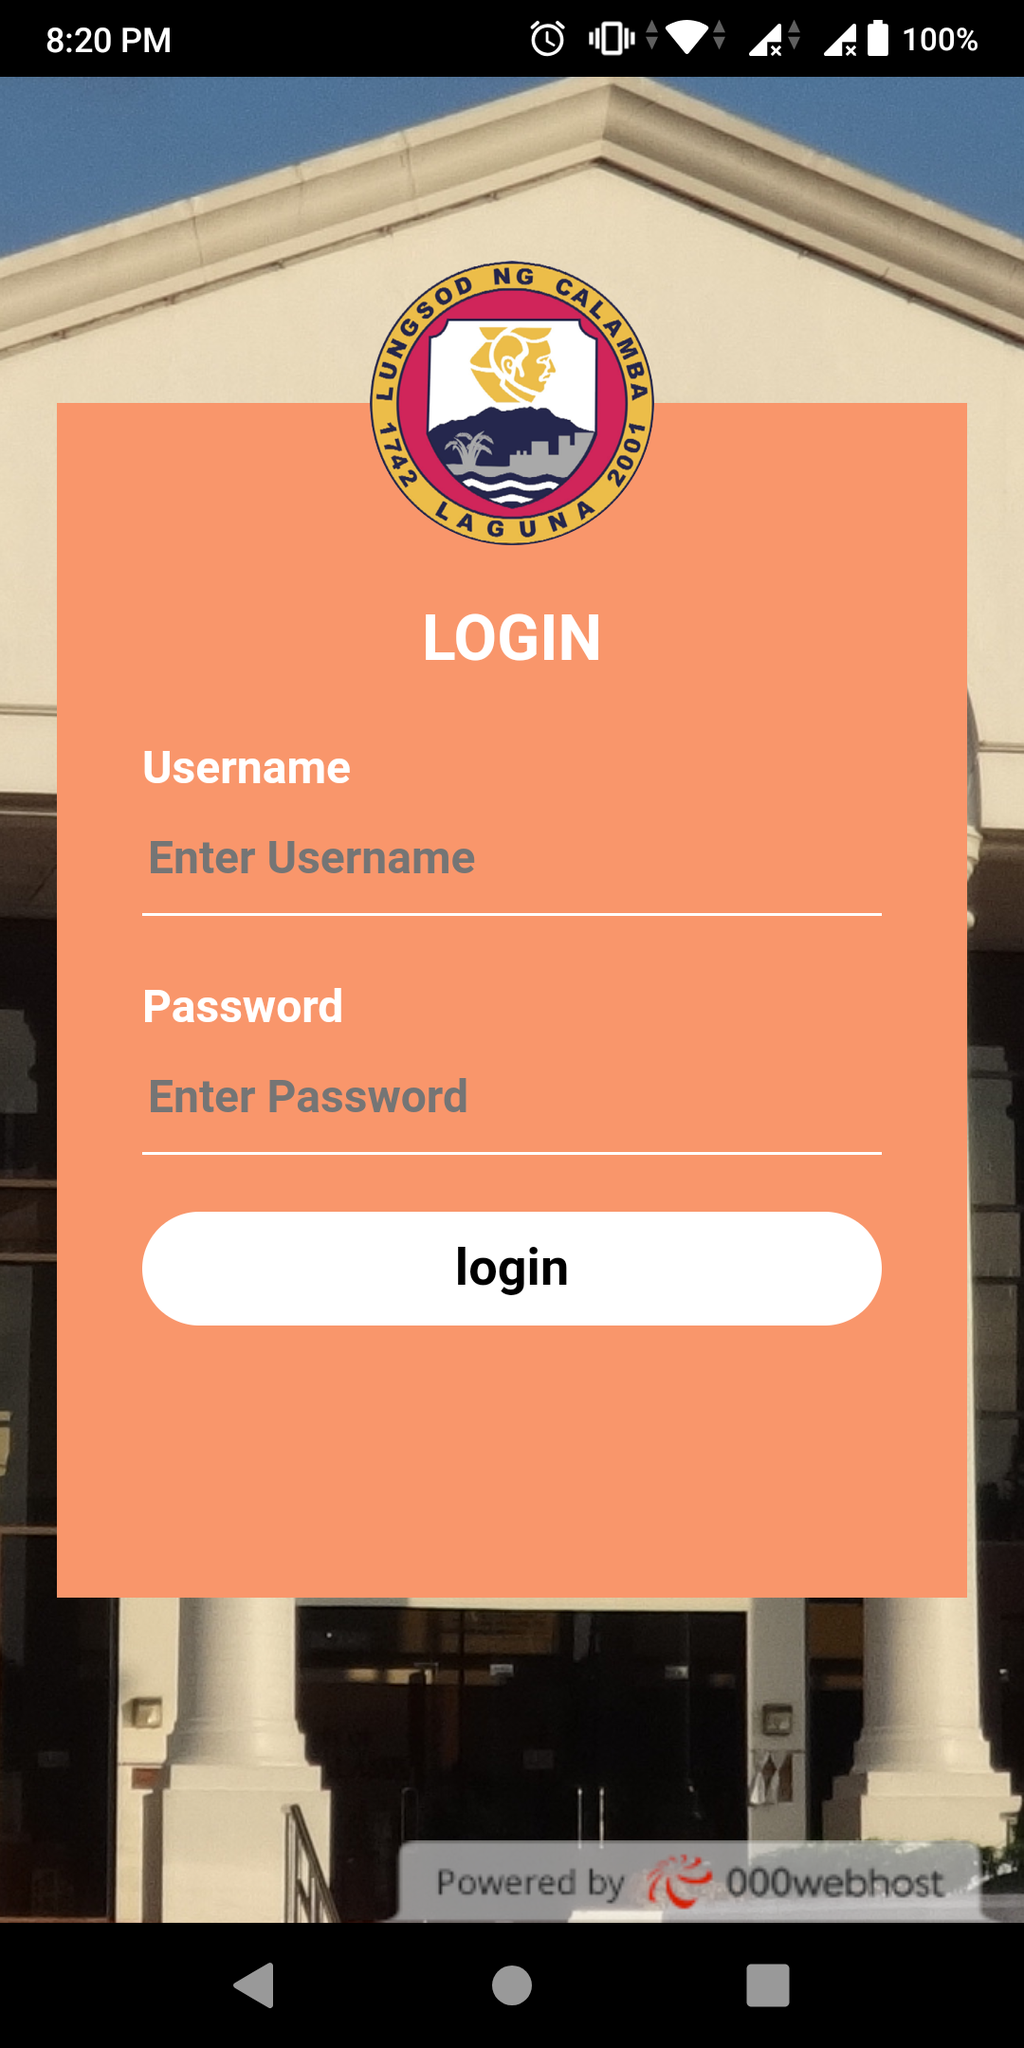 8:20 PM
100%
LUNGSOD NG CALAMBA
1742 LAGUNA 2001
LOGIN
Username
Enter Username
Password
Enter Password
login
Powered by 000webhost